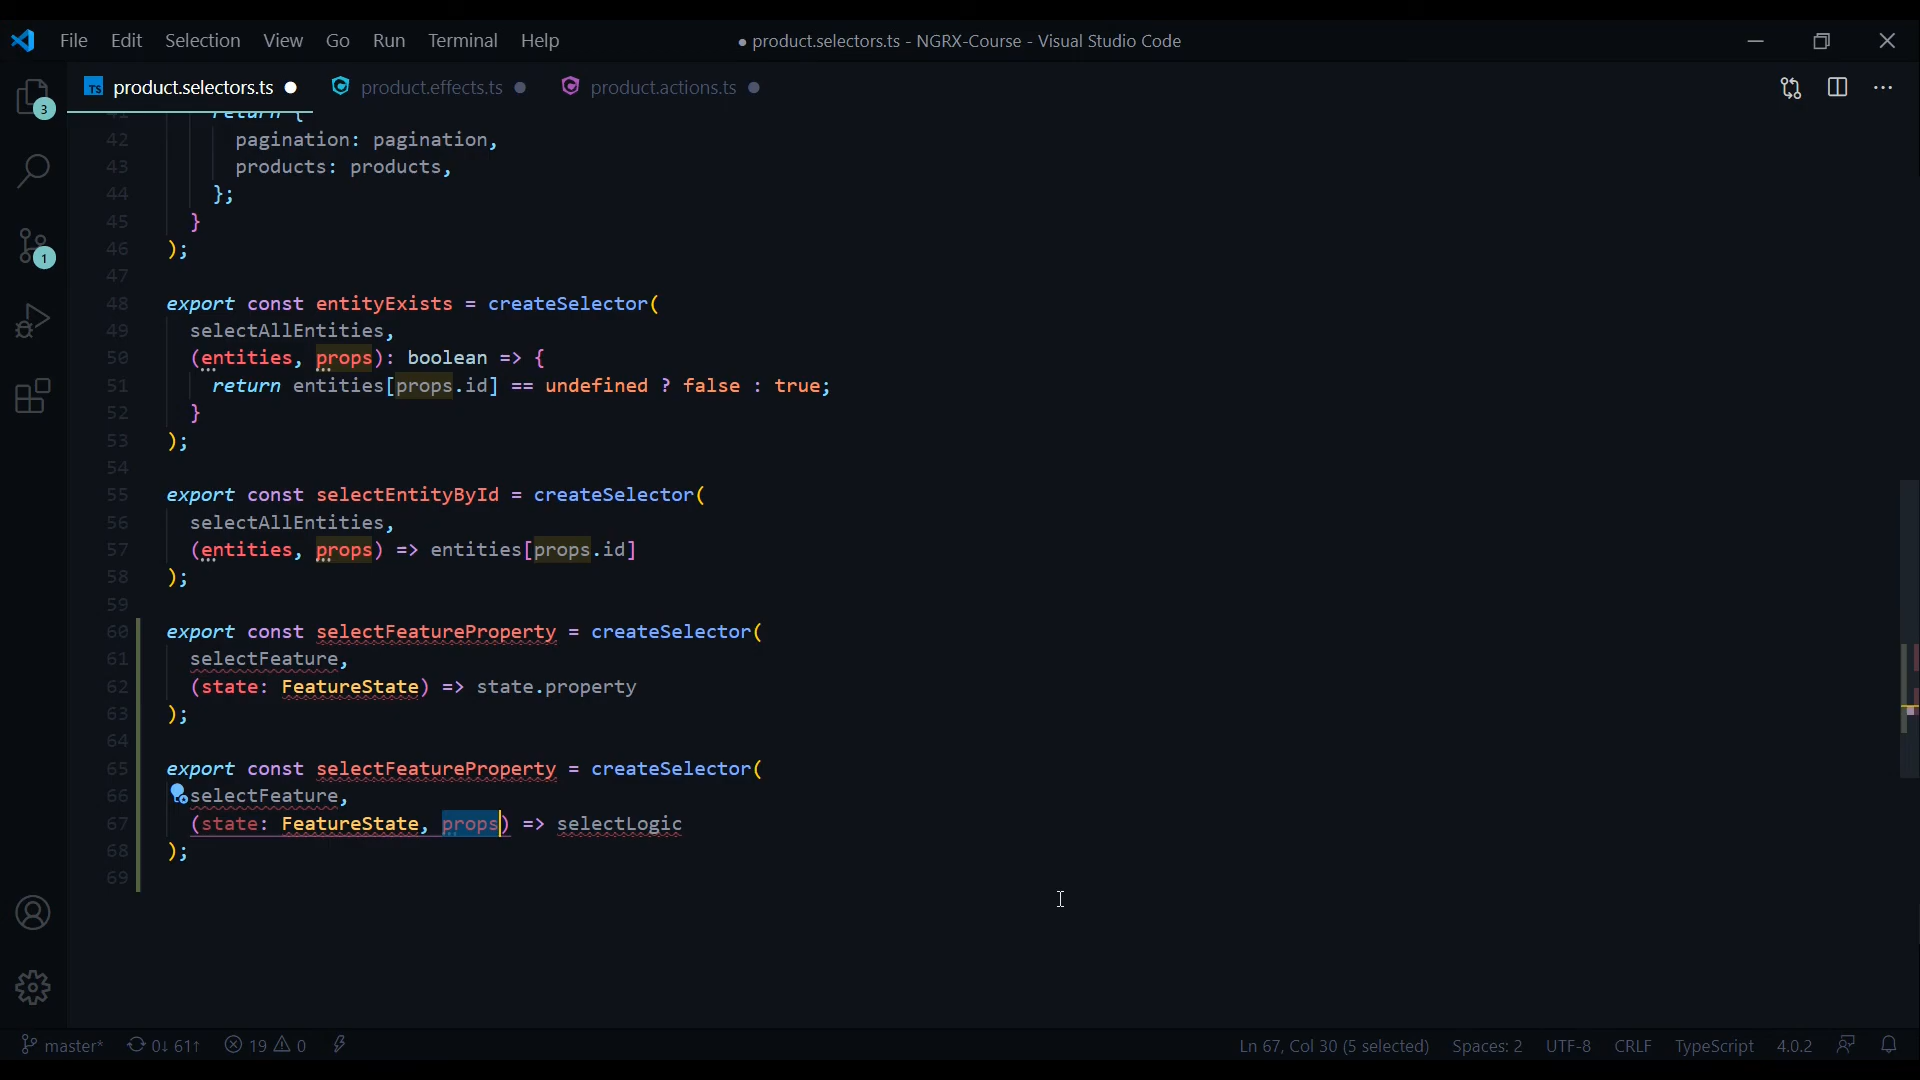 File Edit Selection View Go Run Terminal Help
● product.selectors.ts - NGRX-Course - Visual Studio Code
TS product.selectors.ts ● product.effects.ts ● product.actions.ts ●
3
1
41 return {
42 pagination: pagination,
43 products: products,
44 };
45 }
46 );
47
48 export const entityExists = createSelector(
49 selectAllEntities,
50 (entities, props): boolean => {
51 return entities[props.id] == undefined ? false : true;
52 }
53 );
54
55 export const selectEntityById = createSelector(
56 selectAllEntities,
57 (entities, props) => entities[props.id]
58 );
59
60 export const selectFeatureProperty = createSelector(
61 selectFeature,
62 (state: FeatureState) => state.property
63 );
64
65 export const selectFeatureProperty = createSelector(
66 selectFeature,
67 (state: FeatureState, props) => selectLogic
68 );
69
master* 0↓ 61↑ 19 0 Ln 67, Col 30 (5 selected) Spaces: 2 UTF-8 CRLF TypeScript 4.0.2